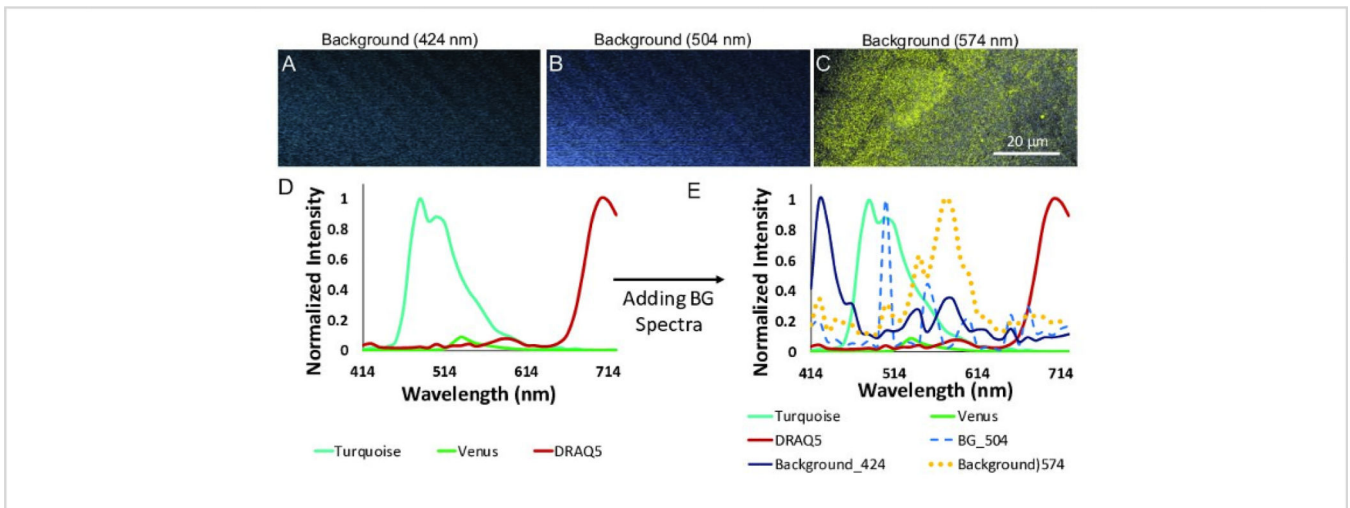 Background (424 nm)
Background (504 nm)
Background (574 nm)
A
B
C
20 µm
D
Normalized Intensity
1
0.8
0.6
0.4
0.2
0
414
514
614
714
Wavelength (nm)
Turquoise
Venus
DRAQ5
Adding BG
Spectra
E
Normalized Intensity
1
0.8
0.6
0.4
0.2
0
414
514
614
714
Wavelength (nm)
Turquoise
Venus
DRAQ5
BG_504
Background_424
Background)574